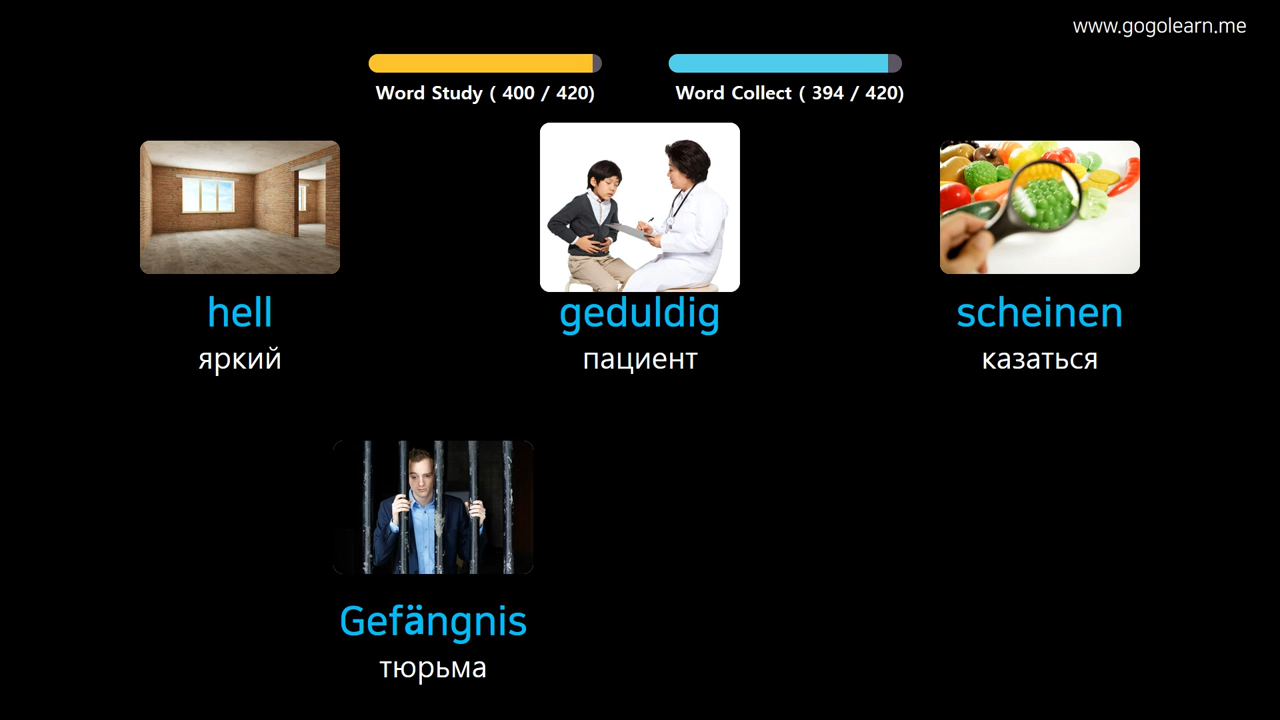 www.gogolearn.me
Word Study ( 400 / 420)
Word Collect ( 394 / 420)
hell
яркий
geduldig
пациент
scheinen
казаться
Gefängnis
тюрьма